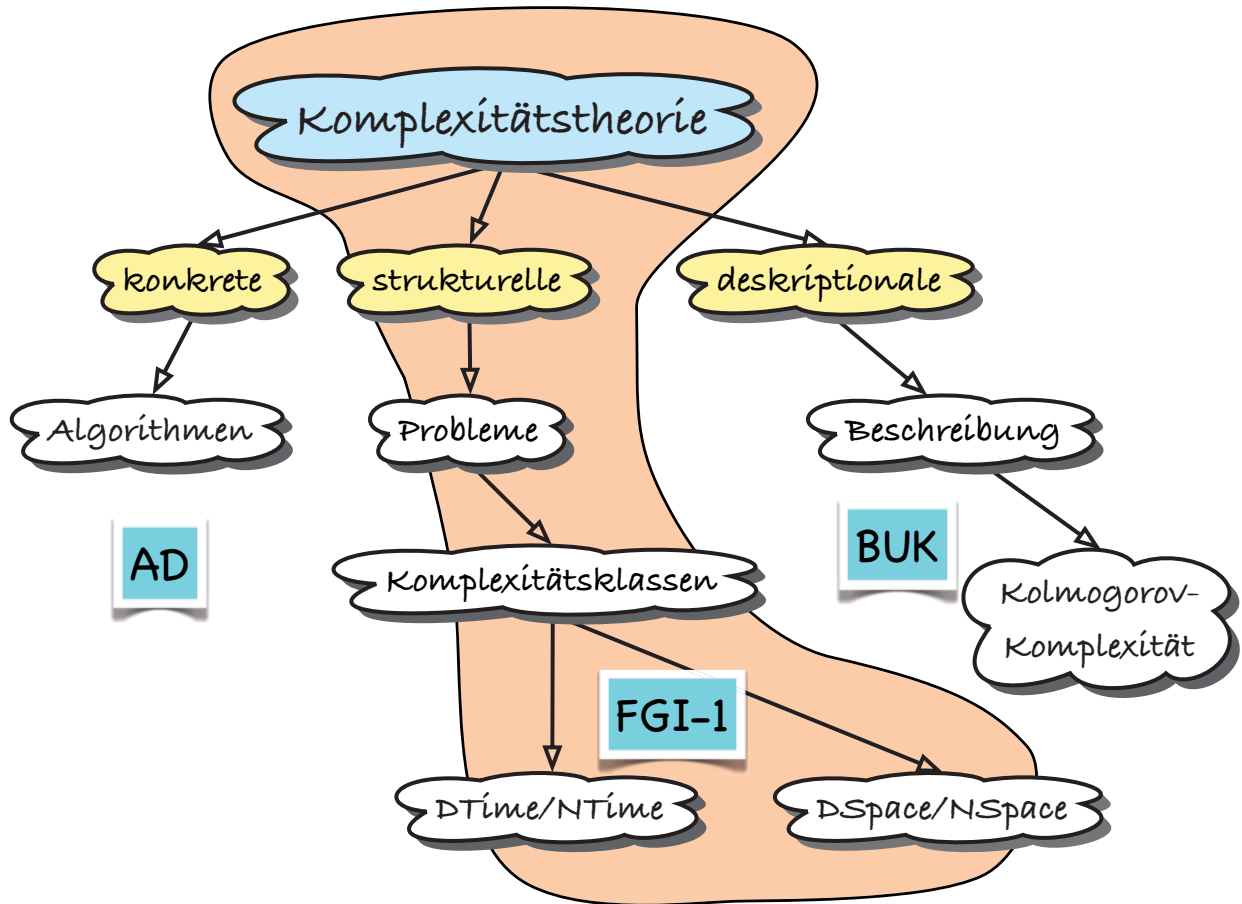 Komplexitätstheorie
konkrete
strukturelle
deskriptionale
Algorithmen
Probleme
Beschreibung
AD
BUK
Komplexitätsklassen
Kolmogorov-
Komplexität
FGI-1
DTime/NTime
DSpace/NSpace